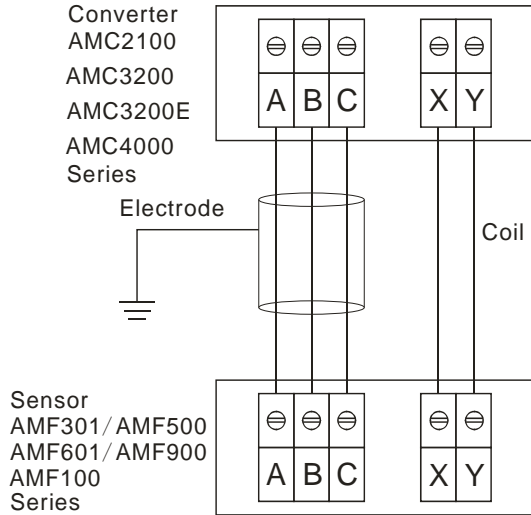 Converter
AMC2100
AMC3200
AMC3200E
AMC4000
Series
A B C X Y
Electrode
Coil
Sensor
AMF301/AMF500
AMF601/AMF900
AMF100
Series
A B C X Y